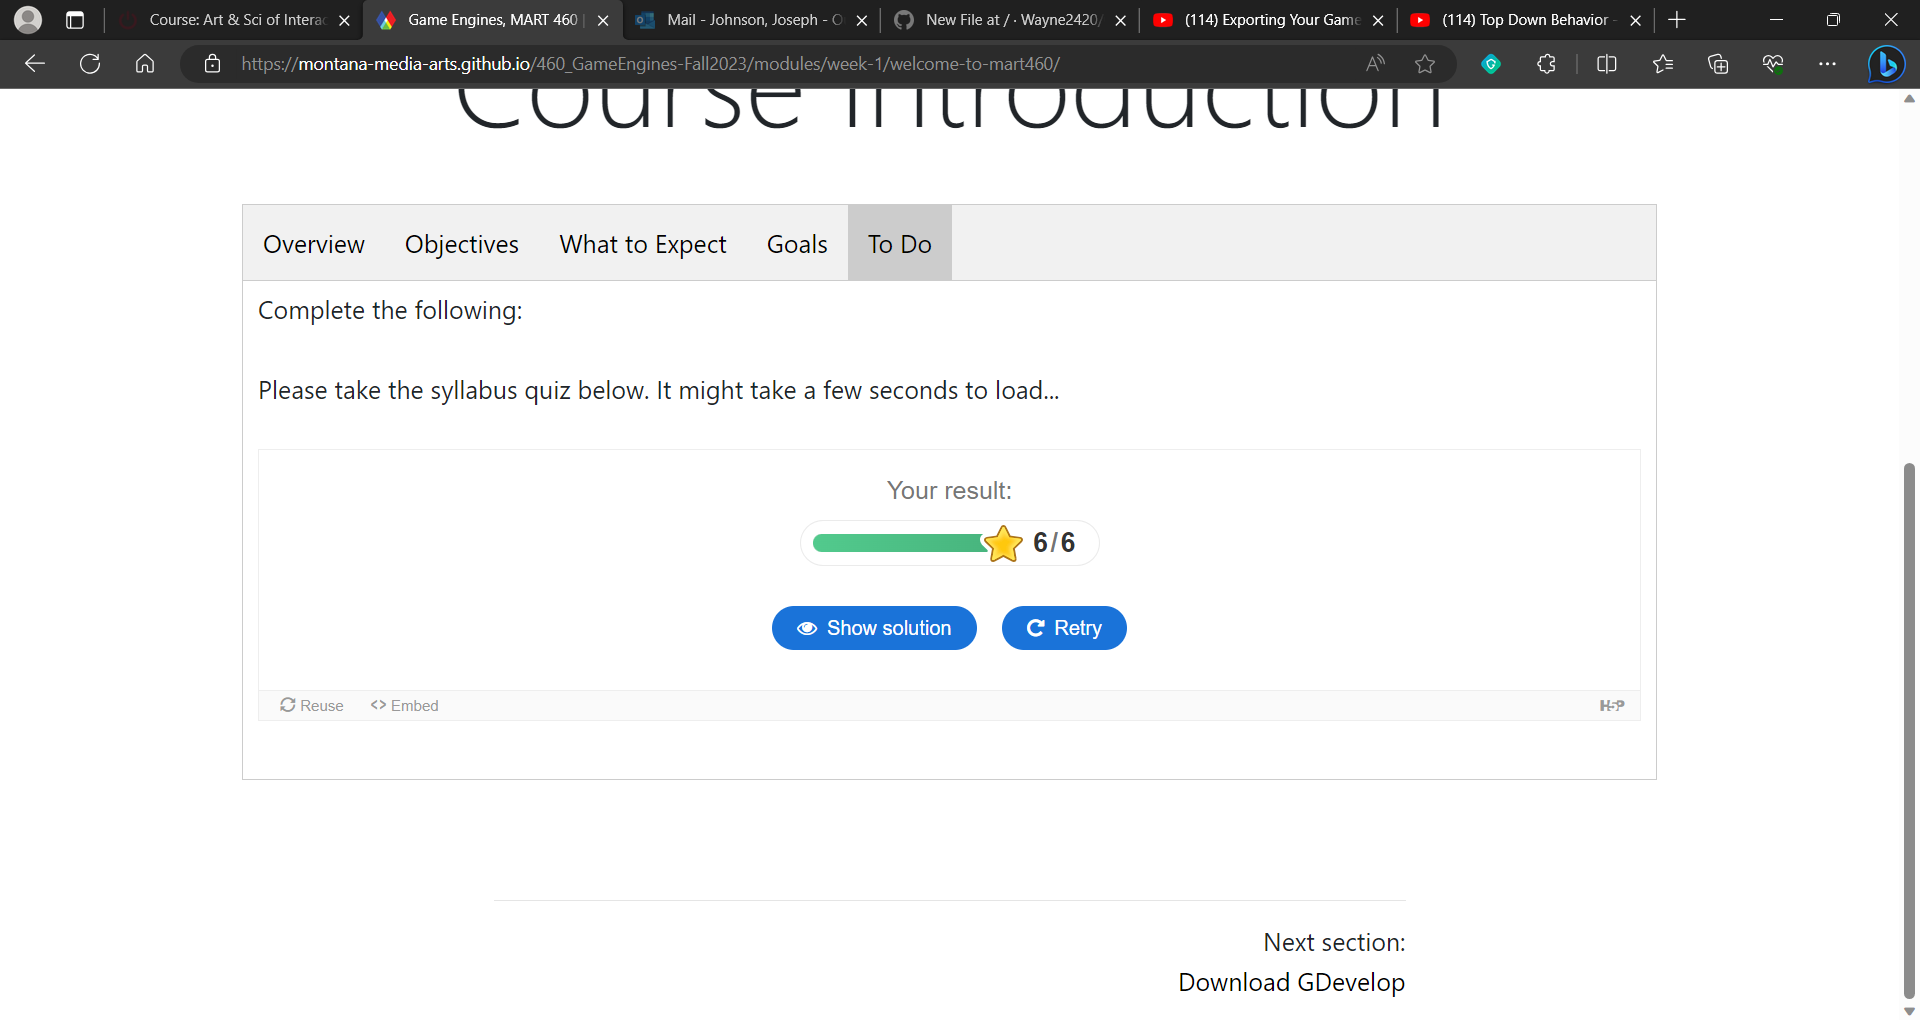 Course: Art & Sci of Interac
Game Engines, MART 460 |
Mail - Johnson, Joseph - O
New File at / · Wayne2420/
(114) Exporting Your Game
(114) Top Down Behavior -
https://montana-media-arts.github.io/460_GameEngines-Fall2023/modules/week-1/welcome-to-mart460/
Course Introduction
Overview Objectives What to Expect Goals To Do
Complete the following:
Please take the syllabus quiz below. It might take a few seconds to load...
Your result:
6/6
Show solution Retry
Reuse <> Embed H5P
Next section:
Download GDevelop